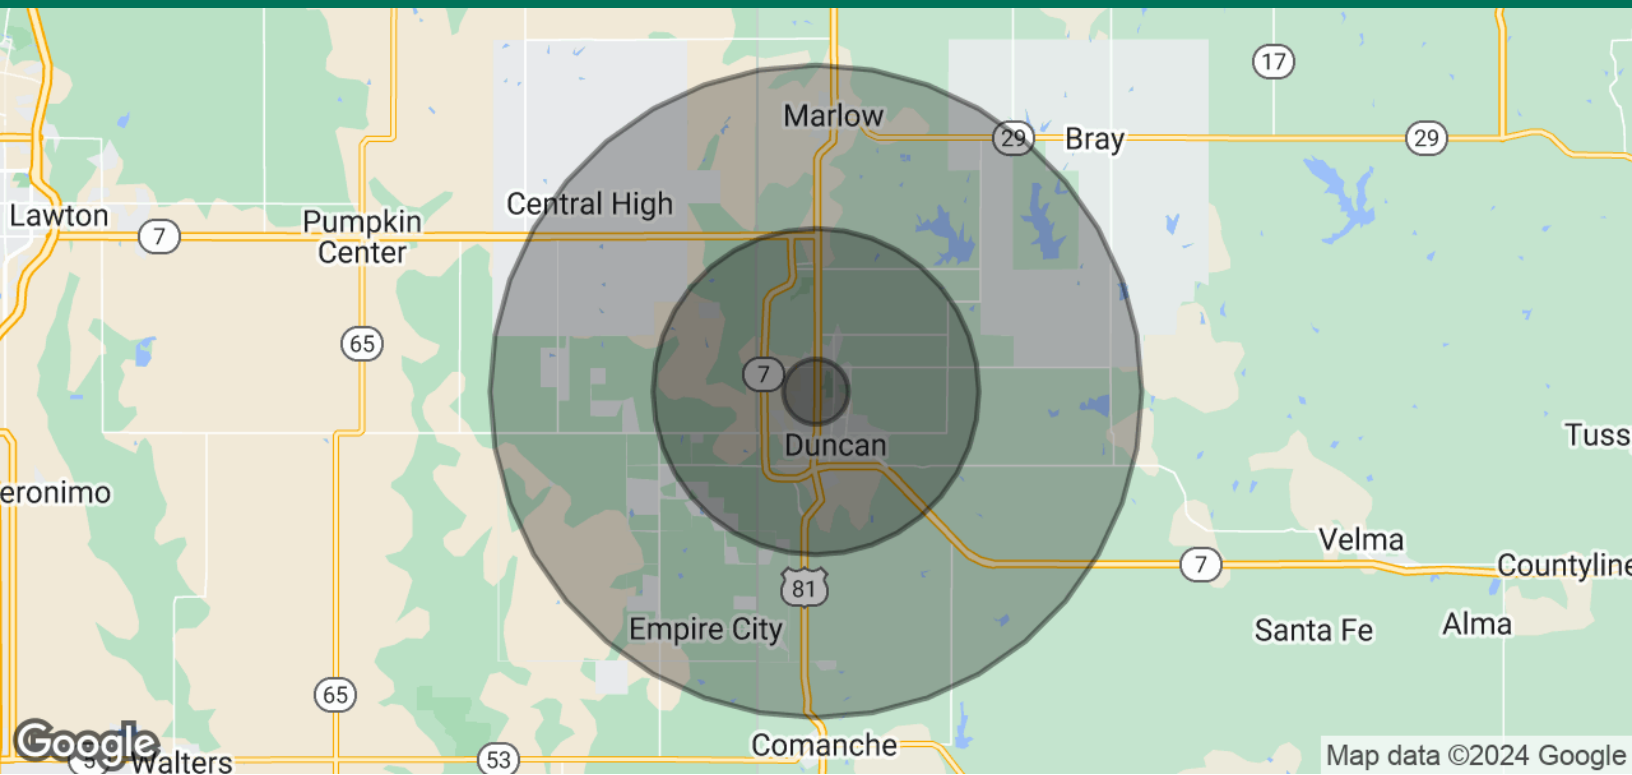 17
Marlow
29
Bray
29
Central High
Lawton
7
Pumpkin
Center
65
7
Duncan
Tuss
eronimo
Velma
7
Countyline
81
Empire City
Santa Fe
Alma
65
Google
Walters
53
Comanche
Map data ©2024 Google